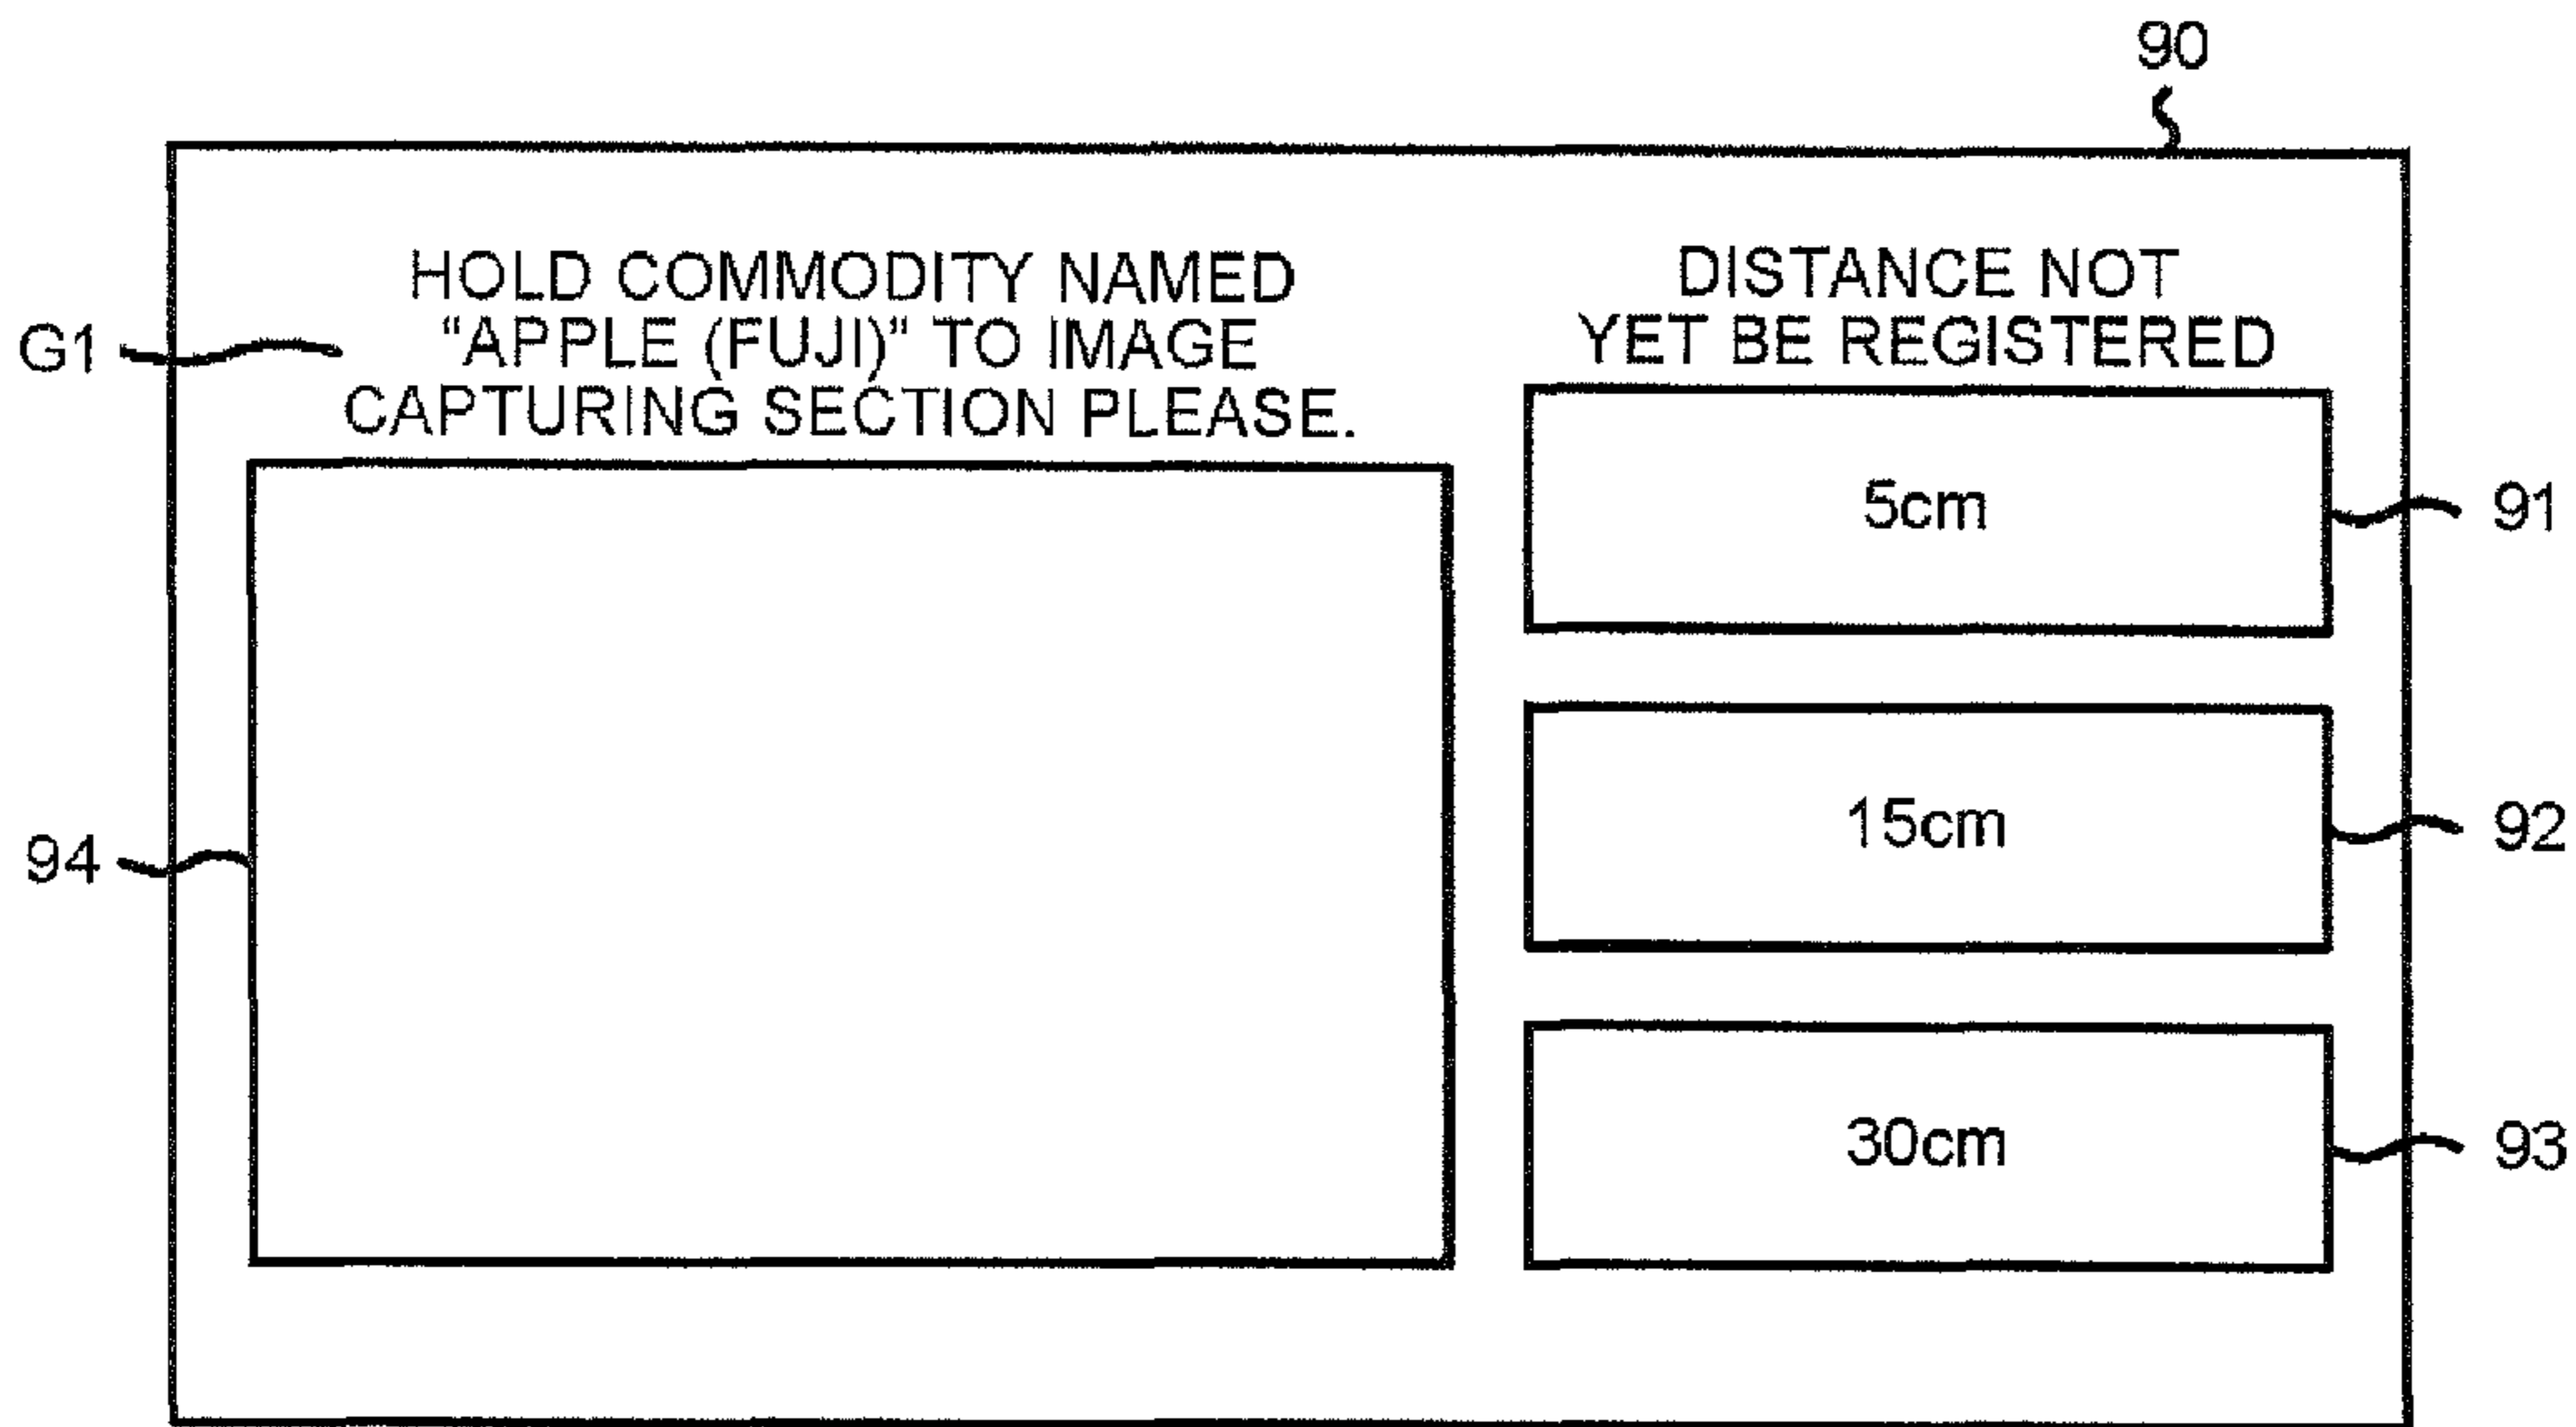 90
HOLD COMMODITY NAMED
“APPLE (FUJI)” TO IMAGE
CAPTURING SECTION PLEASE.
G1
DISTANCE NOT
YET BE REGISTERED
5cm
91
15cm
92
94
30cm
93